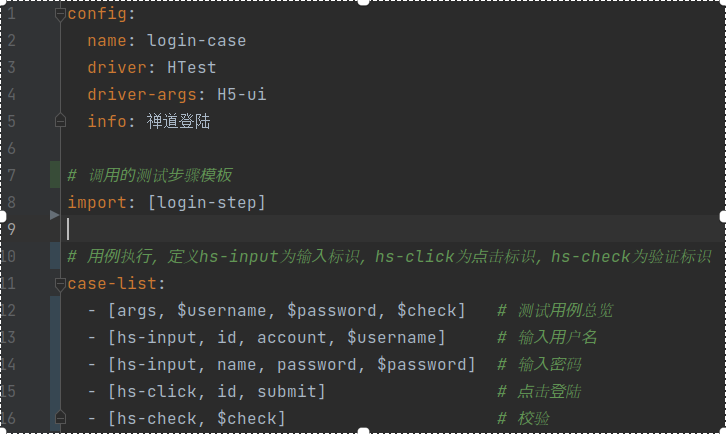 1 config:
2 name: login-case
3 driver: HTest
4 driver-args: H5-ui
5 info: 禅道登陆
6
7 # 调用的测试步骤模板
8 import: [login-step]
9
10 # 用例执行, 定义hs-input为输入标识, hs-click为点击标识, hs-check为验证标识
11 case-list:
12 - [args, $username, $password, $check] # 测试用例总览
13 - [hs-input, id, account, $username] # 输入用户名
14 - [hs-input, name, password, $password] # 输入密码
15 - [hs-click, id, submit] # 点击登陆
16 - [hs-check, $check] # 校验